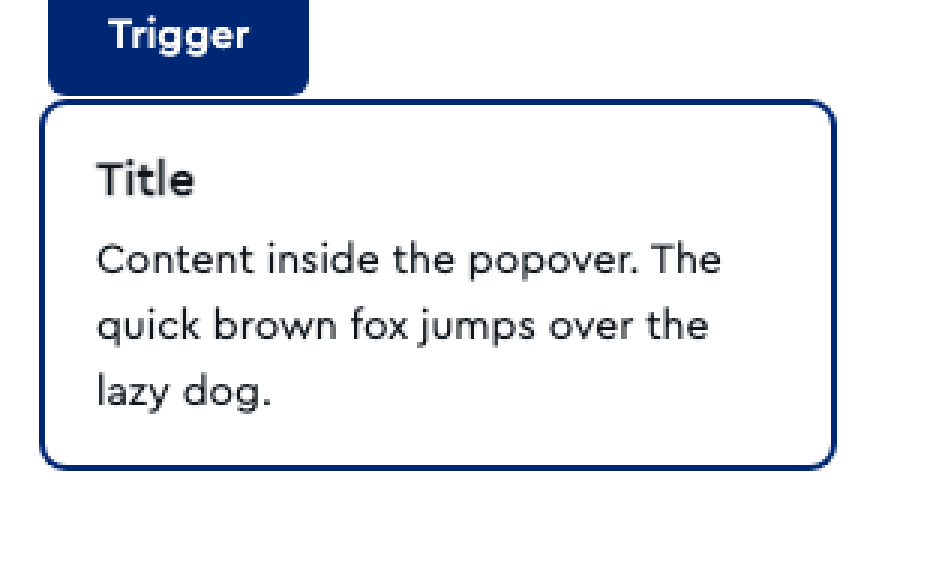 Trigger
Title
Content inside the popover. The
quick brown fox jumps over the
lazy dog.